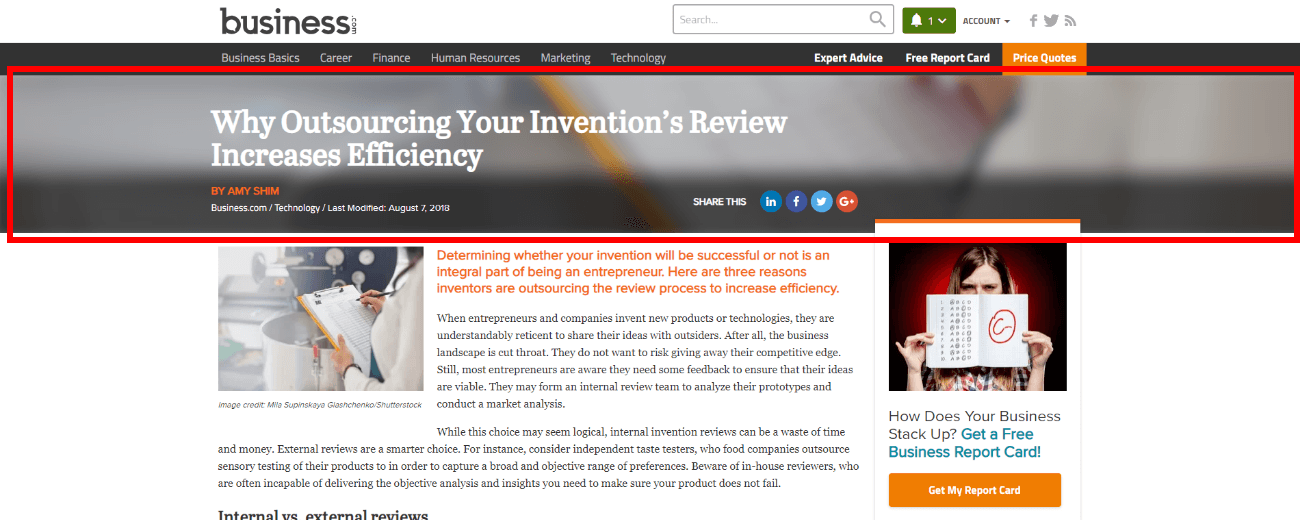 business.com
Search...
1
ACCOUNT
Business Basics Career Finance Human Resources Marketing Technology Expert Advice Free Report Card Price Quotes
Why Outsourcing Your Invention's Review
Increases Efficiency
BY AMY SHIM
Business.com / Technology / Last Modified: August 7, 2018
SHARE THIS
in f G+
Determining whether your invention will be successful or not is an
integral part of being an entrepreneur. Here are three reasons
inventors are outsourcing the review process to increase efficiency.
When entrepreneurs and companies invent new products or technologies, they are
understandably reticent to share their ideas with outsiders. After all, the business
landscape is cut throat. They do not want to risk giving away their competitive edge.
Still, most entrepreneurs are aware they need some feedback to ensure that their ideas
are viable. They may form an internal review team to analyze their prototypes and
conduct a market analysis.
image credit: Mila Supinskaya Glashchenko/Shutterstock
While this choice may seem logical, internal invention reviews can be a waste of time
and money. External reviews are a smarter choice. For instance, consider independent taste testers, who food companies outsource
sensory testing of their products to in order to capture a broad and objective range of preferences. Beware of in-house reviewers, who
are often incapable of delivering the objective analysis and insights you need to make sure your product does not fail.
Internal vs. external reviews
C-
How Does Your Business
Stack Up? Get a Free
Business Report Card!
Get My Report Card